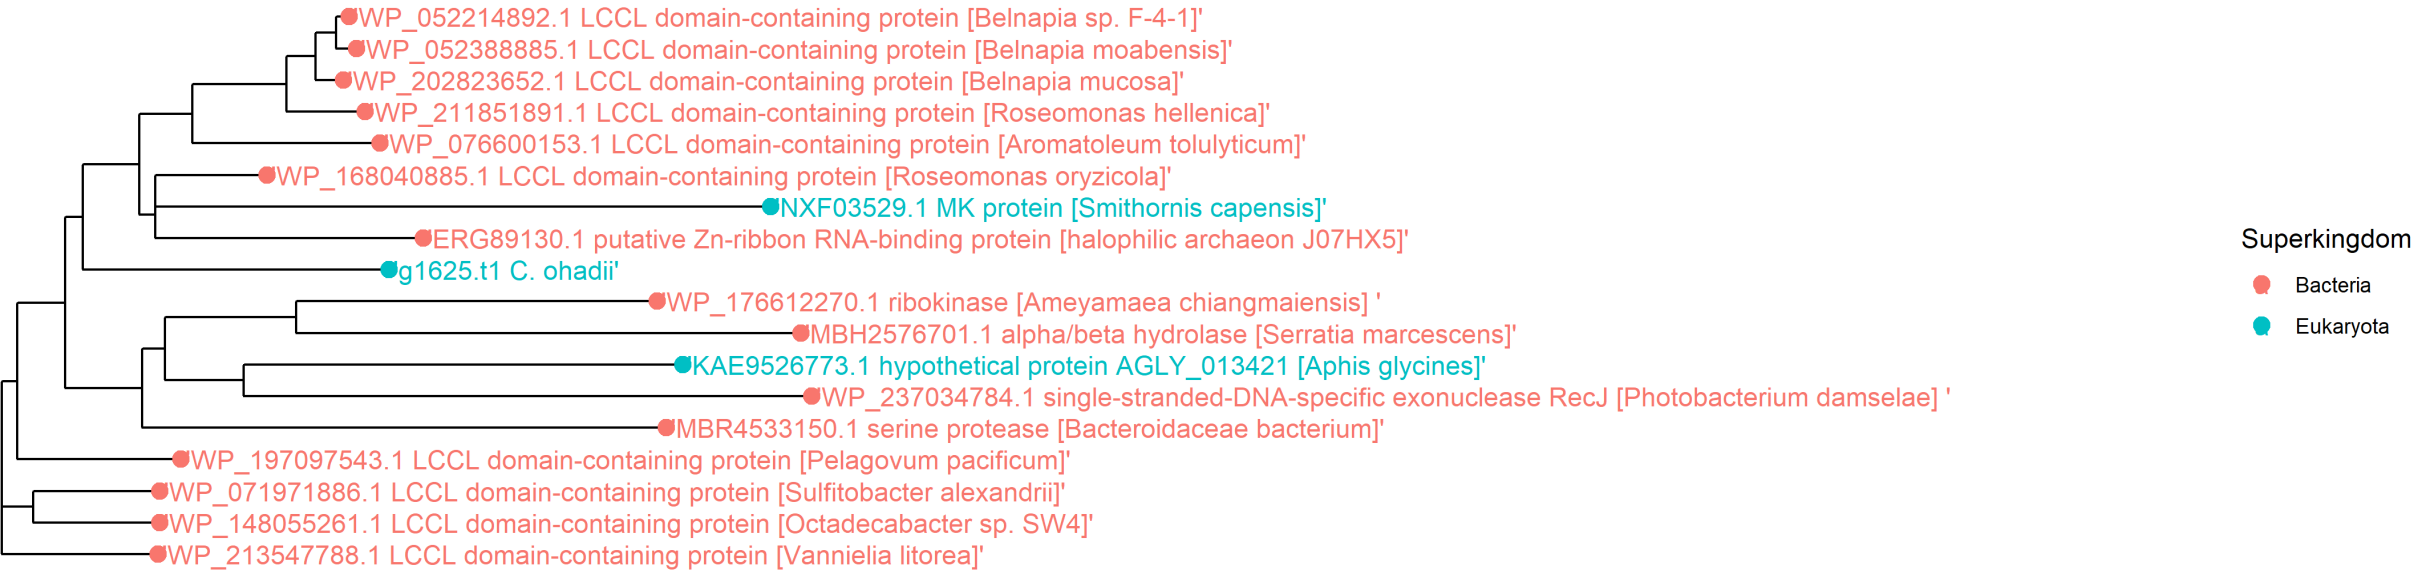 'WP_052214892.1 LCCL domain-containing protein [Belnapia sp. F-4-1]'
'WP_052388885.1 LCCL domain-containing protein [Belnapia moabensis]'
'WP_202823652.1 LCCL domain-containing protein [Belnapia mucosa]'
'WP_211851891.1 LCCL domain-containing protein [Roseomonas hellenica]'
'WP_076600153.1 LCCL domain-containing protein [Aromatoleum tolulyticum]'
'WP_168040885.1 LCCL domain-containing protein [Roseomonas oryzicola]'
'NXF03529.1 MK protein [Smithornis capensis]'
'ERG89130.1 putative Zn-ribbon RNA-binding protein [halophilic archaeon J07HX5]'
'g1625.t1 C. ohadii'
'WP_176612270.1 ribokinase [Ameyamaea chiangmaiensis] '
'MBH2576701.1 alpha/beta hydrolase [Serratia marcescens]'
'KAE9526773.1 hypothetical protein AGLY_013421 [Aphis glycines]'
'WP_237034784.1 single-stranded-DNA-specific exonuclease RecJ [Photobacterium damselae] '
'MBR4533150.1 serine protease [Bacteroidaceae bacterium]'
'WP_197097543.1 LCCL domain-containing protein [Pelagovum pacificum]'
'WP_071971886.1 LCCL domain-containing protein [Sulfitobacter alexandrii]'
'WP_148055261.1 LCCL domain-containing protein [Octadecabacter sp. SW4]'
'WP_213547788.1 LCCL domain-containing protein [Vannielia litorea]'
Superkingdom
Bacteria
Eukaryota